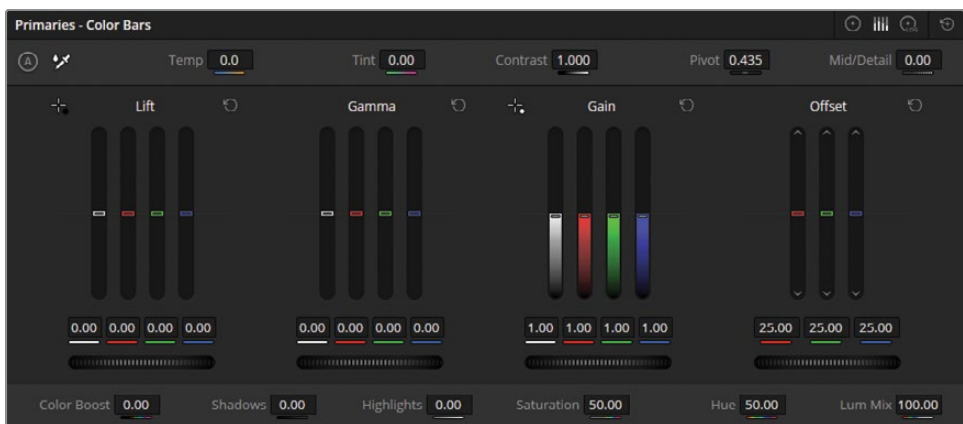 Primaries - Color Bars
A Temp 0.0 Tint 0.00 Contrast 1.000 Pivot 0.435 Mid/Detail 0.00
Lift Gamma Gain Offset
0.00 0.00 0.00 0.00 0.00 0.00 0.00 0.00 1.00 1.00 1.00 1.00 25.00 25.00 25.00
Color Boost 0.00 Shadows 0.00 Highlights 0.00 Saturation 50.00 Hue 50.00 Lum Mix 100.00